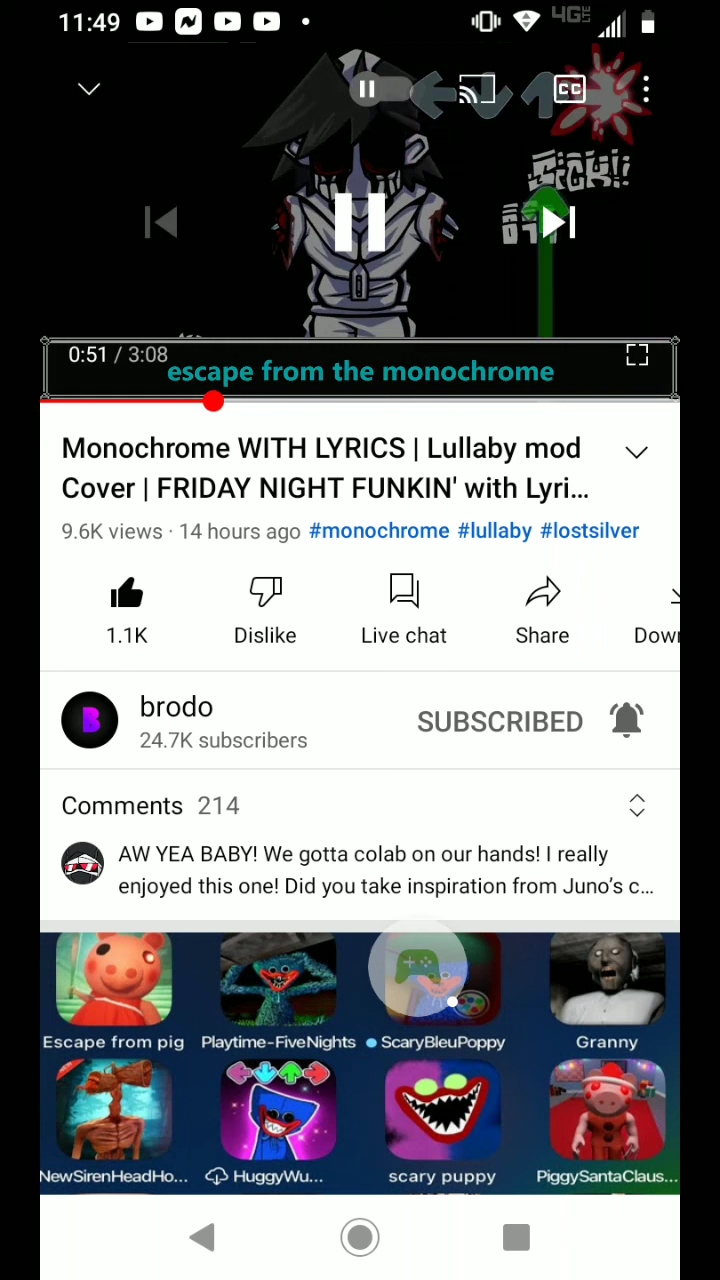 11:49
4G LTE
CC
SICK!!
0:51 / 3:08
escape from the monochrome
Monochrome WITH LYRICS | Lullaby mod
Cover | FRIDAY NIGHT FUNKIN' with Lyri...
9.6K views · 14 hours ago #monochrome #lullaby #lostsilver
1.1K
Dislike
Live chat
Share
Down
B
brodo
24.7K subscribers
SUBSCRIBED
Comments 214
AW YEA BABY! We gotta colab on our hands! I really
enjoyed this one! Did you take inspiration from Juno's c...
Escape from pig
Playtime-FiveNights
ScaryBleuPoppy
Granny
NewSirenHeadHo...
HuggyWu...
scary puppy
PiggySantaClaus...